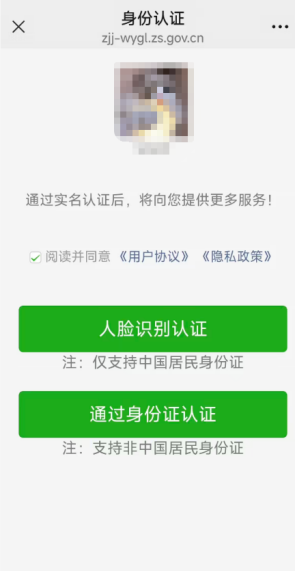 身份认证
zjj-wygl.zs.gov.cn
通过实名认证后，将向您提供更多服务！
阅读并同意 《用户协议》 《隐私政策》
人脸识别认证
注：仅支持中国居民身份证
通过身份证认证
注：支持非中国居民身份证